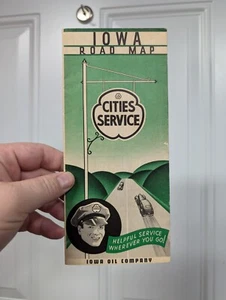 IOWA
ROAD MAP
CITIES
SERVICE
HELPFUL SERVICE
WHEREVER YOU GO!
IOWA OIL COMPANY